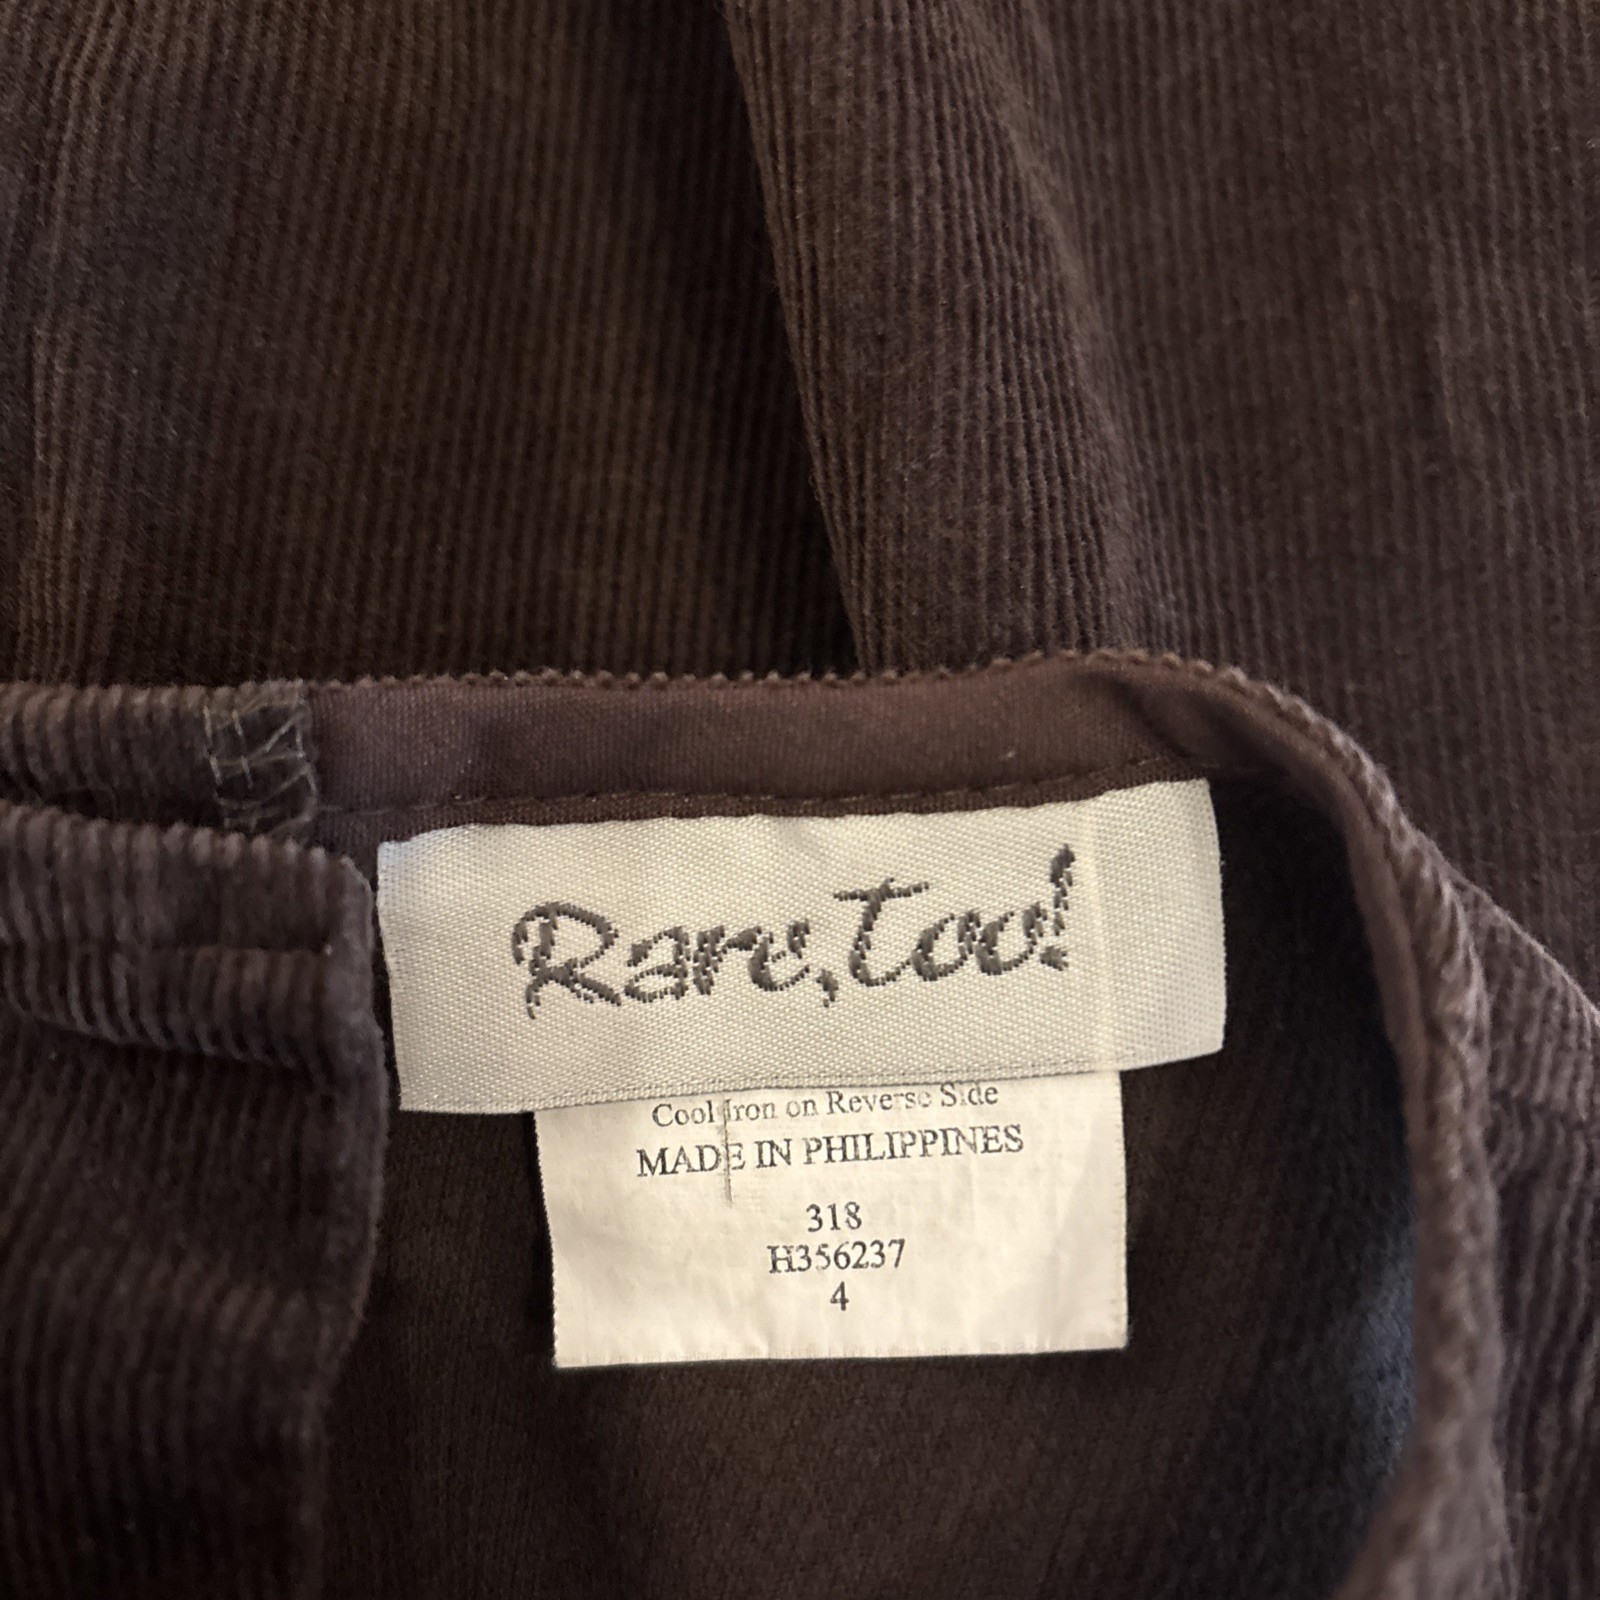 Rare, Too!
Cool Iron on Reverse Side
MADE IN PHILIPPINES
318
H356237
4